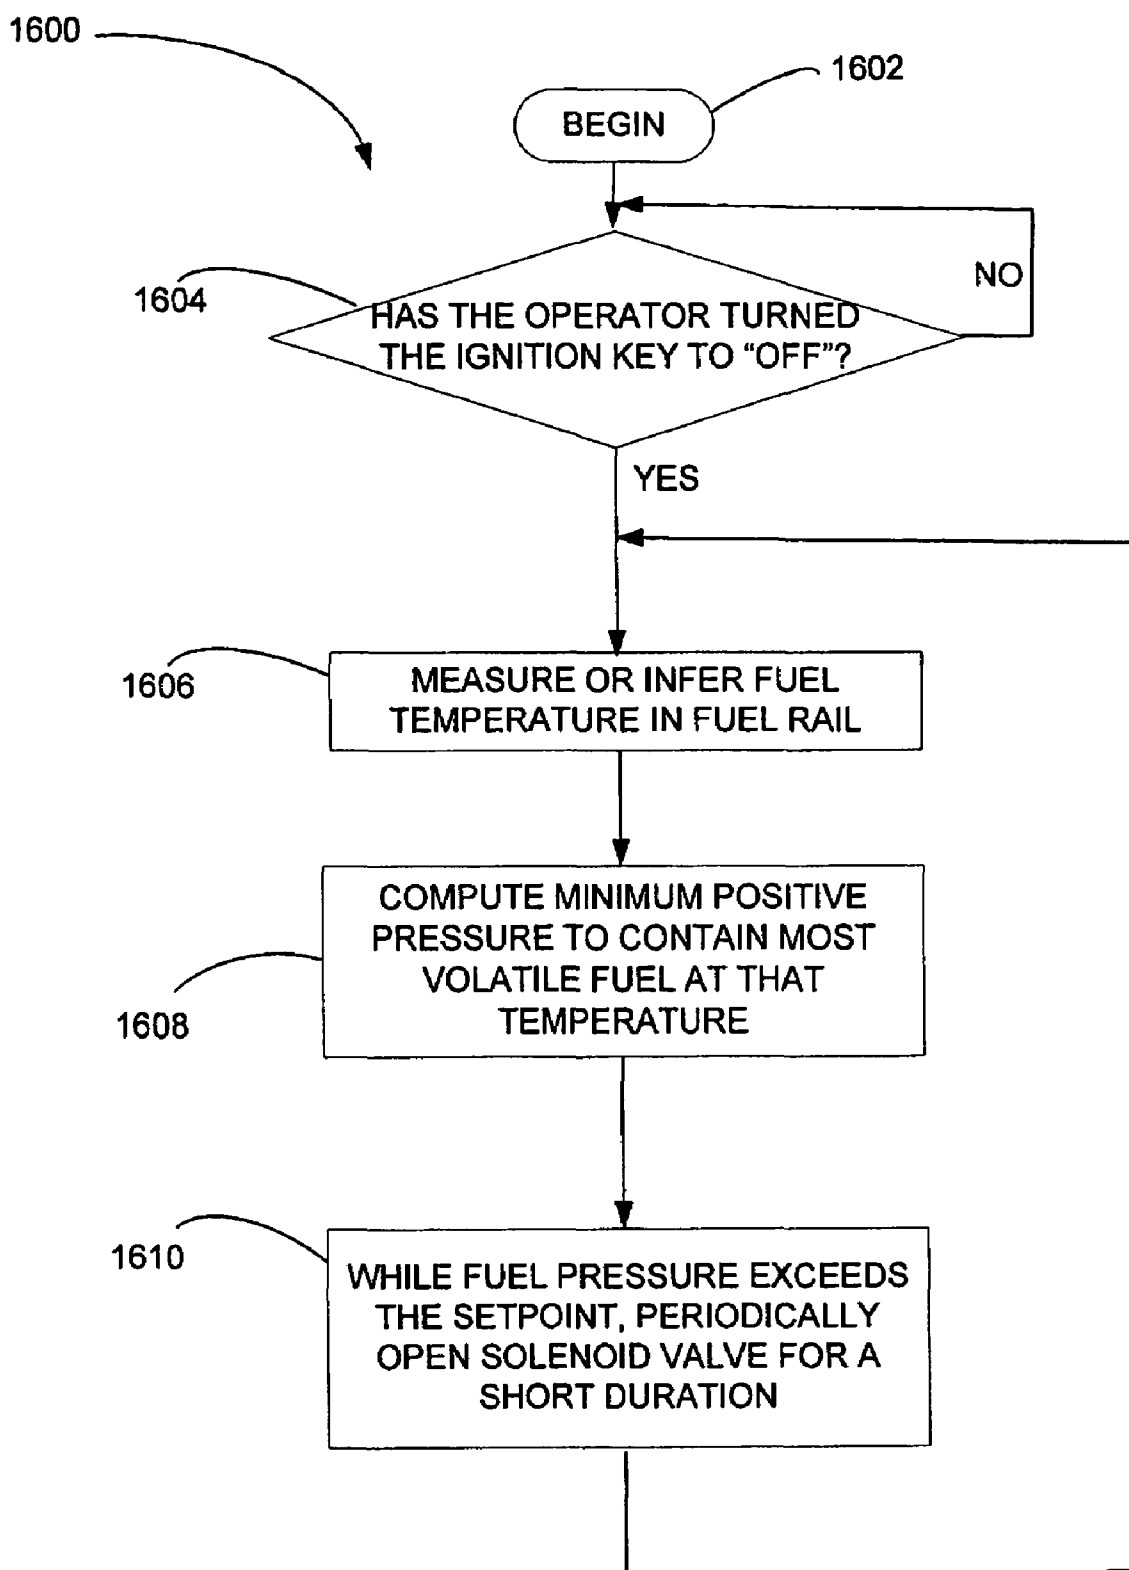 1600
1602
BEGIN
NO
1604
HAS THE OPERATOR TURNED
THE IGNITION KEY TO “OFF”?
YES
1606
MEASURE OR INFER FUEL
TEMPERATURE IN FUEL RAIL
1608
COMPUTE MINIMUM POSITIVE
PRESSURE TO CONTAIN MOST
VOLATILE FUEL AT THAT
TEMPERATURE
1610
WHILE FUEL PRESSURE EXCEEDS
THE SETPOINT, PERIODICALLY
OPEN SOLENOID VALVE FOR A
SHORT DURATION